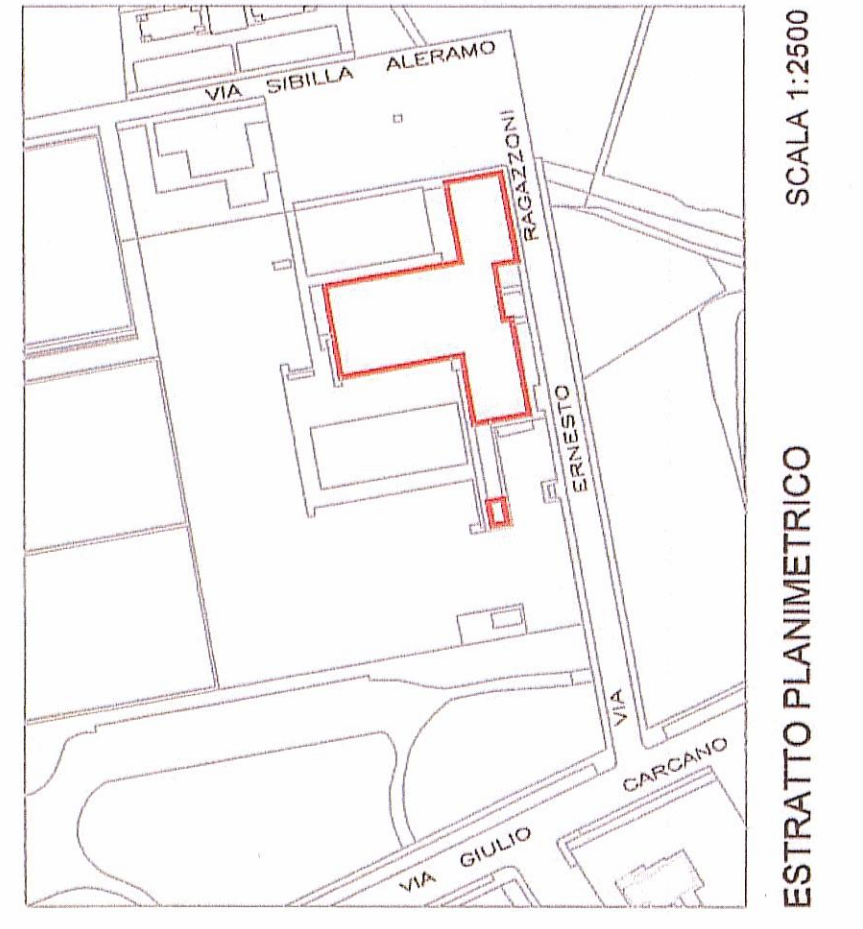 VIA SIBILLA ALERAMO
VIA ERNESTO RAGAZZONI
VIA GIULIO CARCANO
ESTRATTO PLANIMETRICO
SCALA 1:2500